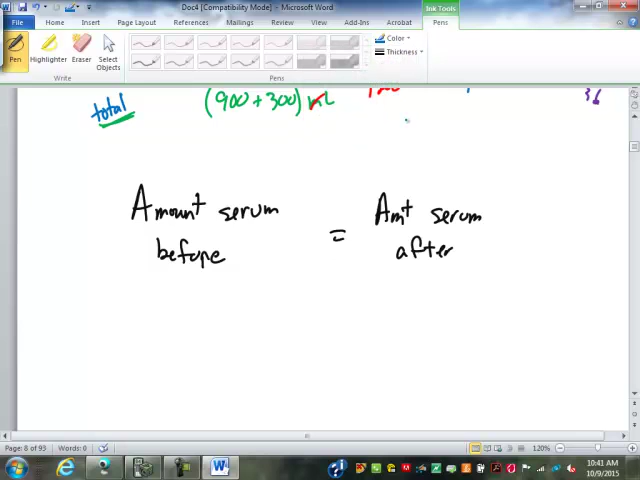 Doc4 [Compatibility Mode] - Microsoft Word
Ink Tools
File Home Insert Page Layout References Mailings Review View Add-Ins Acrobat Pens
Pen Highlighter Eraser Select Objects
Color
Thickness
Write
Pens
total (900 + 300) mL
36
Amount serum before = Amt serum after
Page: 8 of 93 Words: 0 120%
10:41 AM
10/9/2015